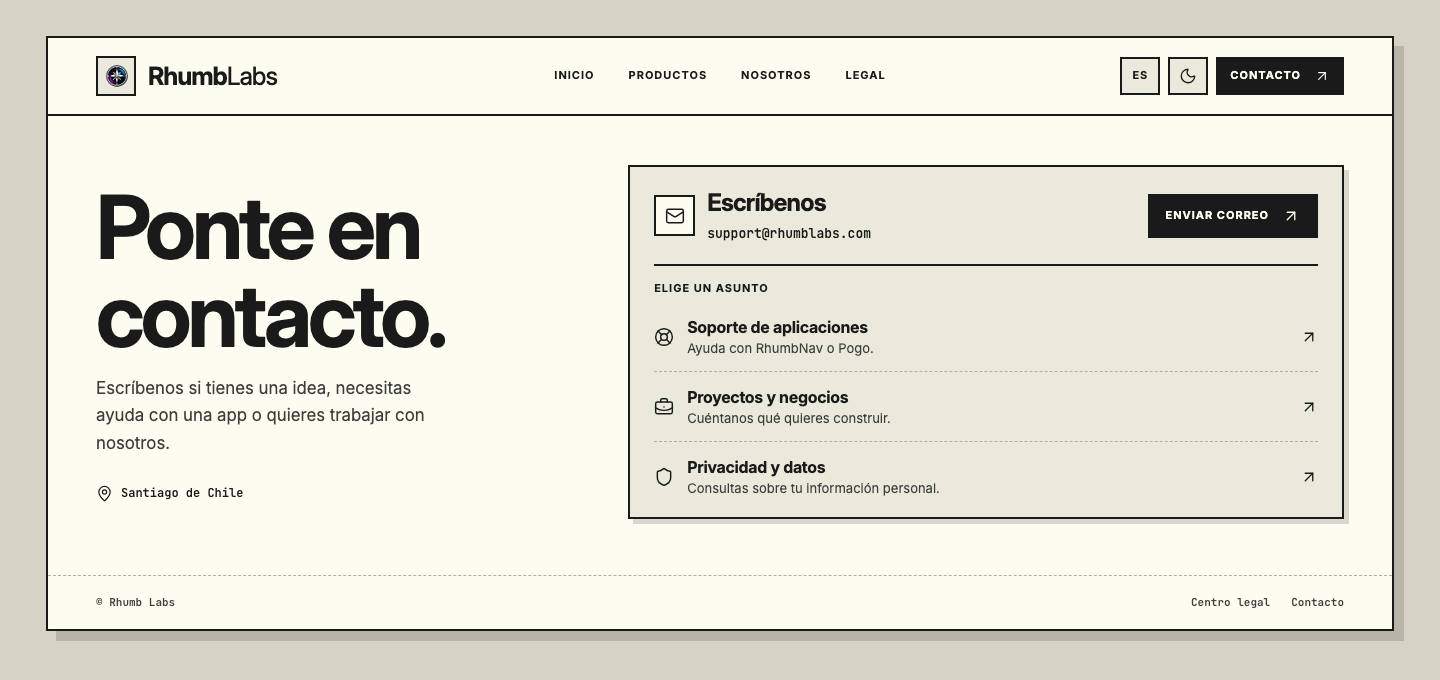 RhumbLabs
INICIO
PRODUCTOS
NOSOTROS
LEGAL
ES
CONTACTO
Ponte en
contacto.
Escríbenos si tienes una idea, necesitas
ayuda con una app o quieres trabajar con
nosotros.
Santiago de Chile
Escríbenos
support@rhumblabs.com
ENVIAR CORREO
ELIGE UN ASUNTO
Soporte de aplicaciones
Ayuda con RhumbNav o Pogo.
Proyectos y negocios
Cuéntanos qué quieres construir.
Privacidad y datos
Consultas sobre tu información personal.
© Rhumb Labs
Centro legal
Contacto